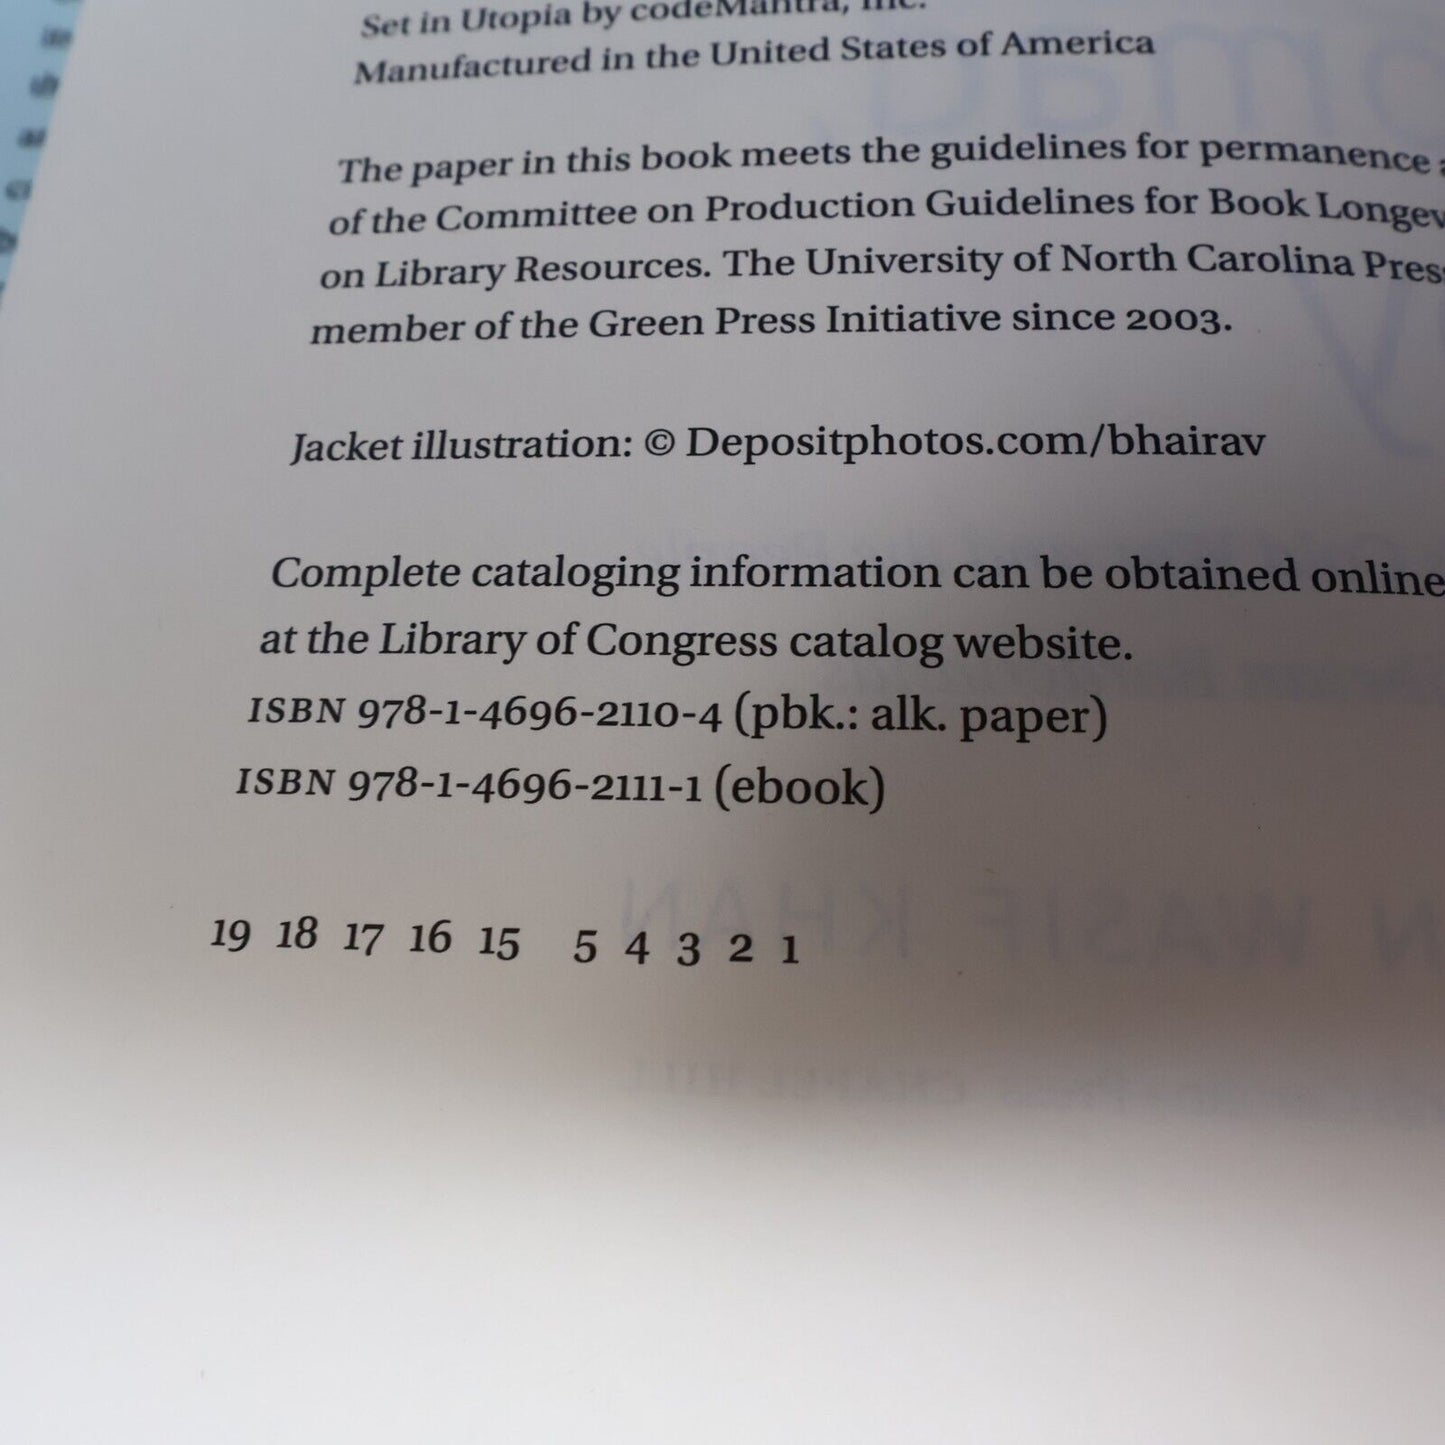 Set in Utopia by codeMantra, Inc.
Manufactured in the United States of America
The paper in this book meets the guidelines for permanence
of the Committee on Production Guidelines for Book
on Library Resources. The University of North Carolina
member of the Green Press Initiative since 2003.
Jacket illustration: © Depositphotos.com/bhairav
Complete cataloging information can be obtained online
at the Library of Congress catalog website.
ISBN 978-1-4696-2110-4 (pbk.: alk. paper)
ISBN 978-1-4696-2111-1 (ebook)
19 18 17 16 15 5 4 3 2 1